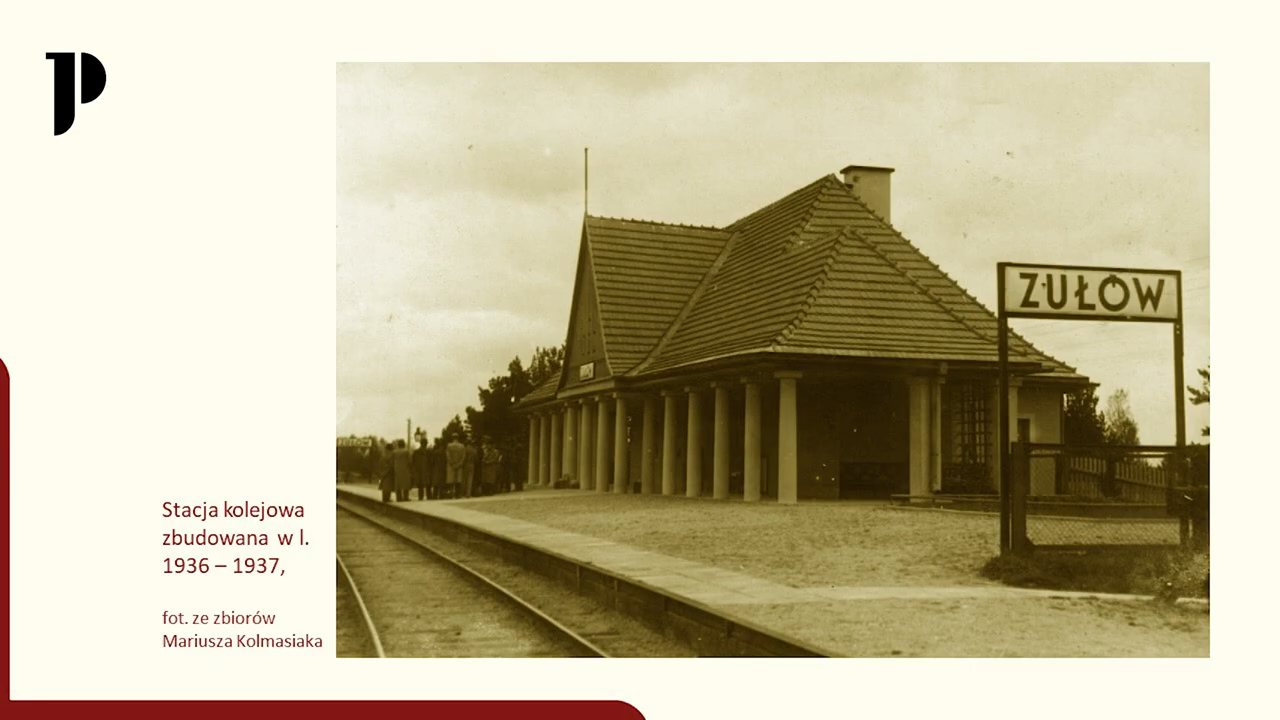 ZUŁÓW
Stacja kolejowa
zbudowana w l.
1936 – 1937,
fot. ze zbiorów
Mariusza Kolmasiaka